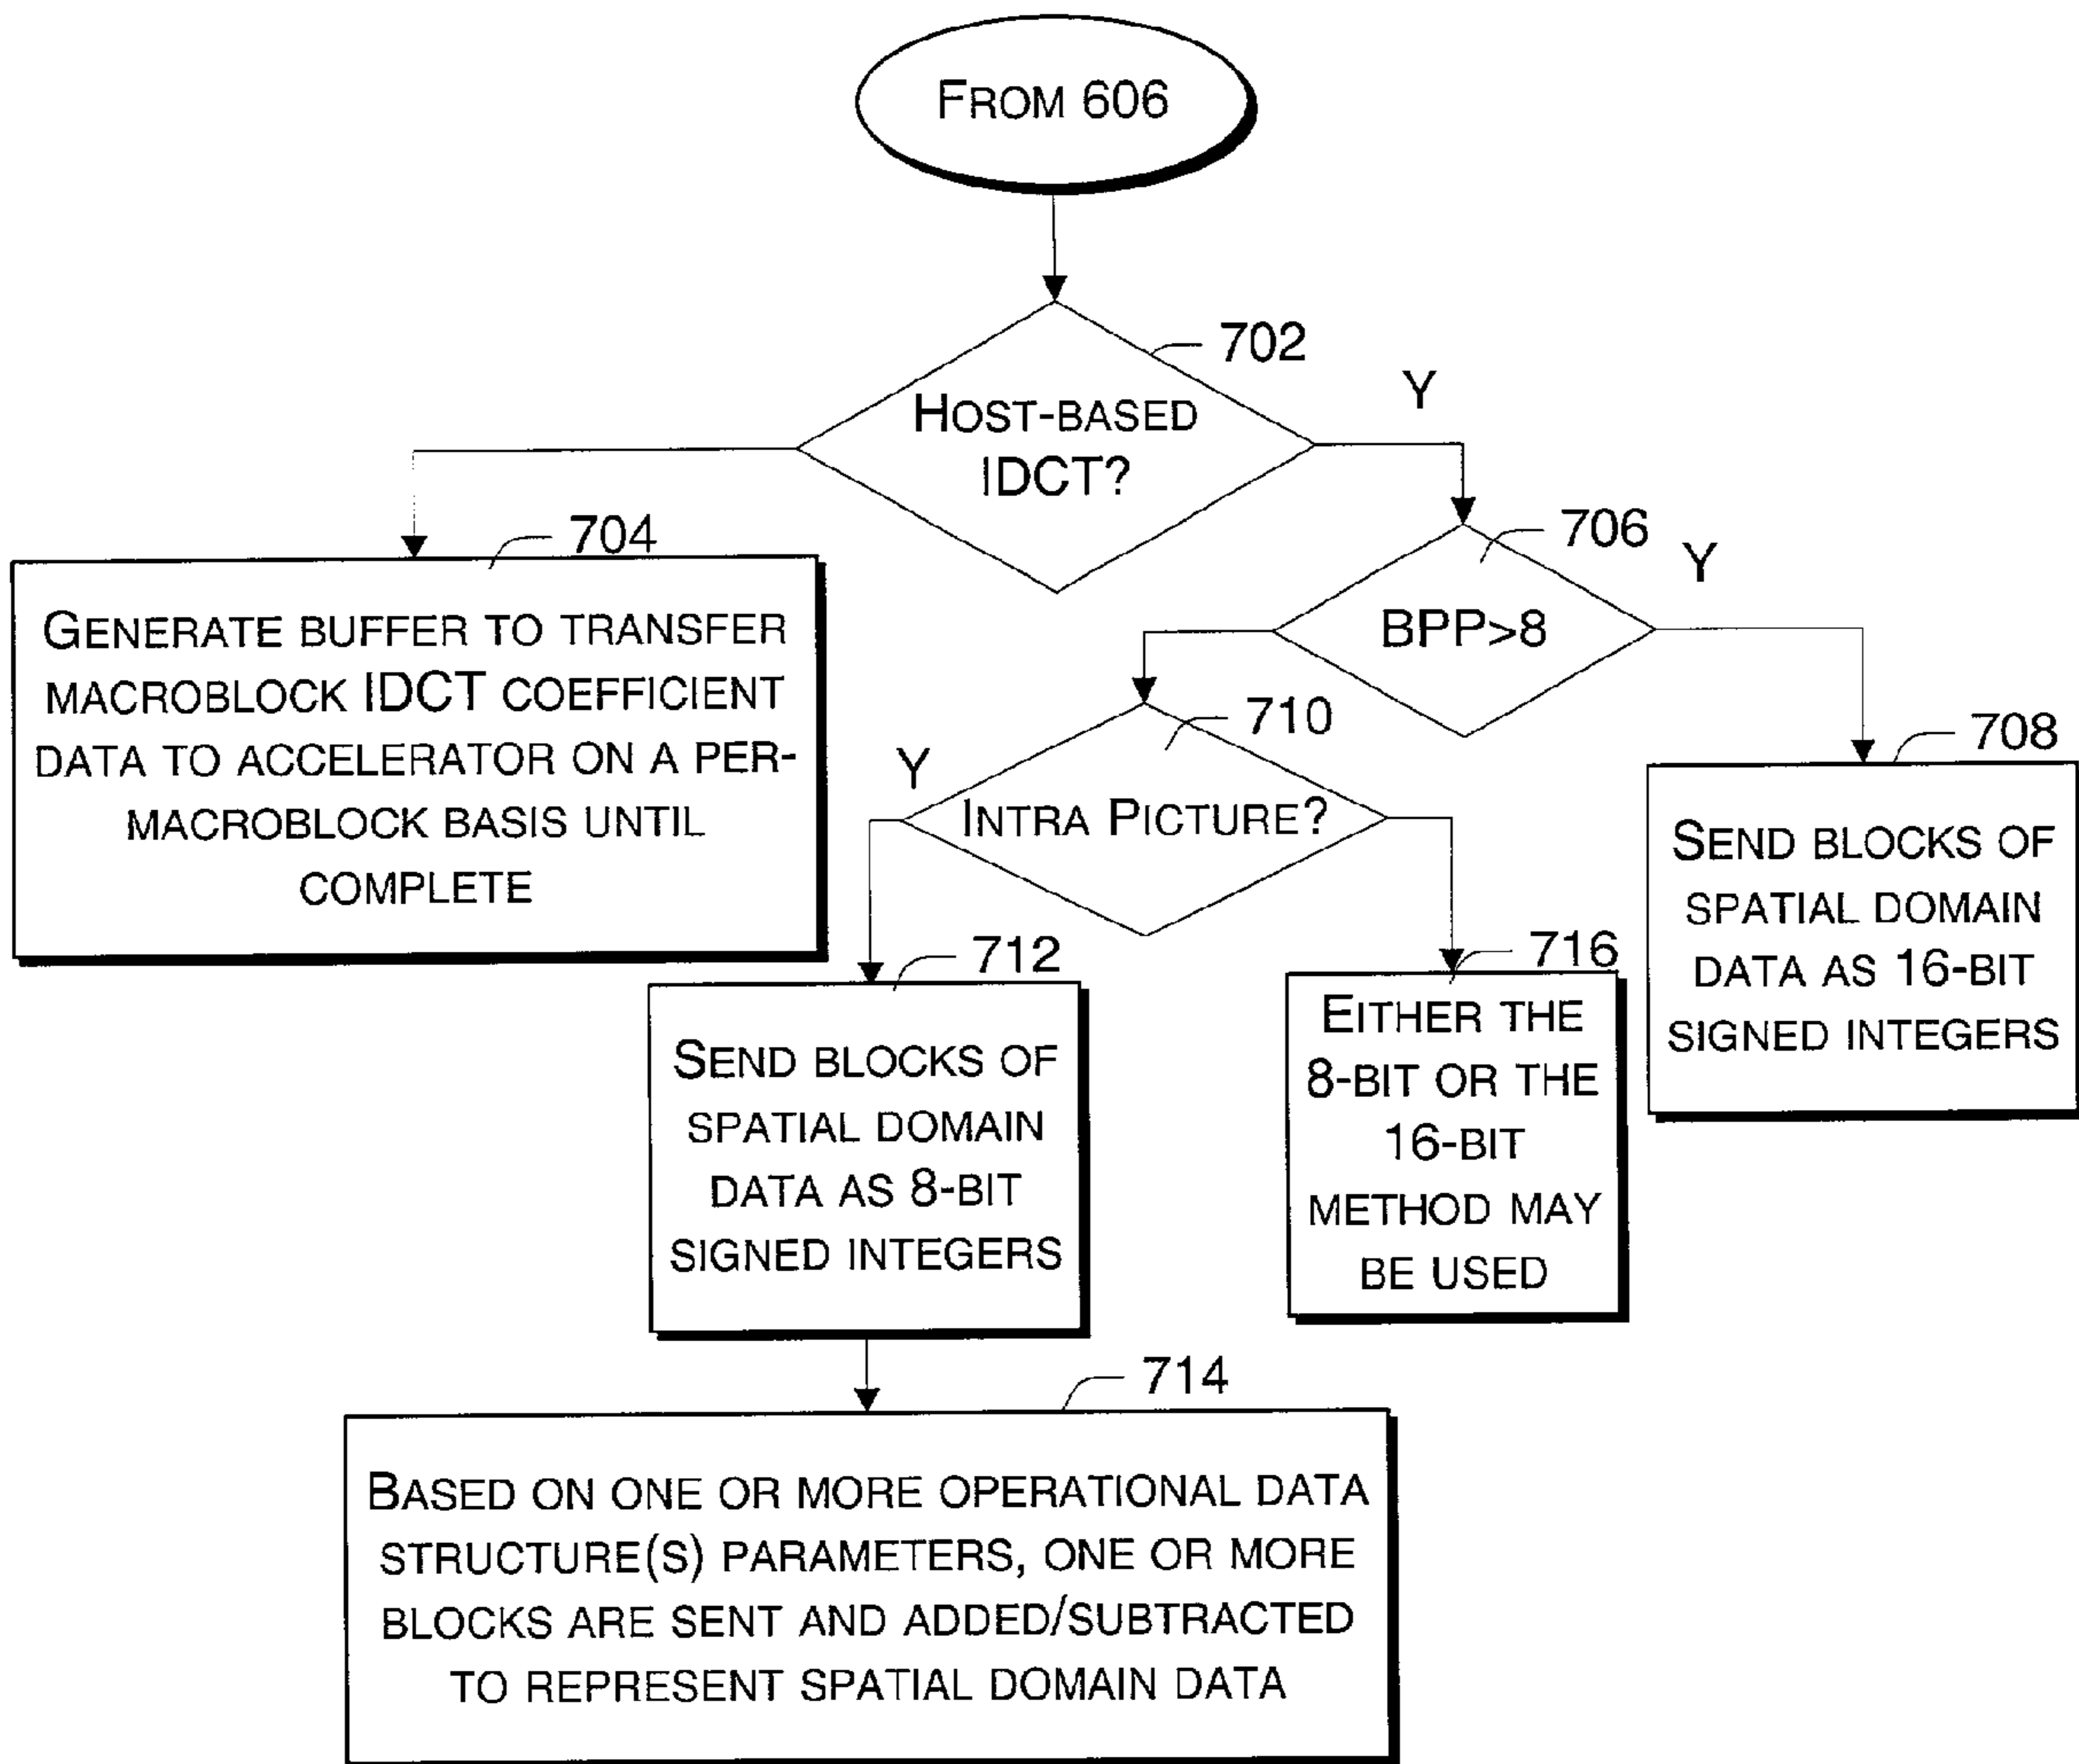 FROM 606
702
Y
HOST-BASED
IDCT?
704
706
Y
GENERATE BUFFER TO TRANSFER
MACROBLOCK IDCT COEFFICIENT
DATA TO ACCELERATOR ON A PER-
MACROBLOCK BASIS UNTIL
COMPLETE
BPP>8
710
Y
INTRA PICTURE?
708
SEND BLOCKS OF
SPATIAL DOMAIN
DATA AS 16-BIT
SIGNED INTEGERS
712
SEND BLOCKS OF
SPATIAL DOMAIN
DATA AS 8-BIT
SIGNED INTEGERS
716
EITHER THE
8-BIT OR THE
16-BIT
METHOD MAY
BE USED
714
BASED ON ONE OR MORE OPERATIONAL DATA
STRUCTURE(S) PARAMETERS, ONE OR MORE
BLOCKS ARE SENT AND ADDED/SUBTRACTED
TO REPRESENT SPATIAL DOMAIN DATA